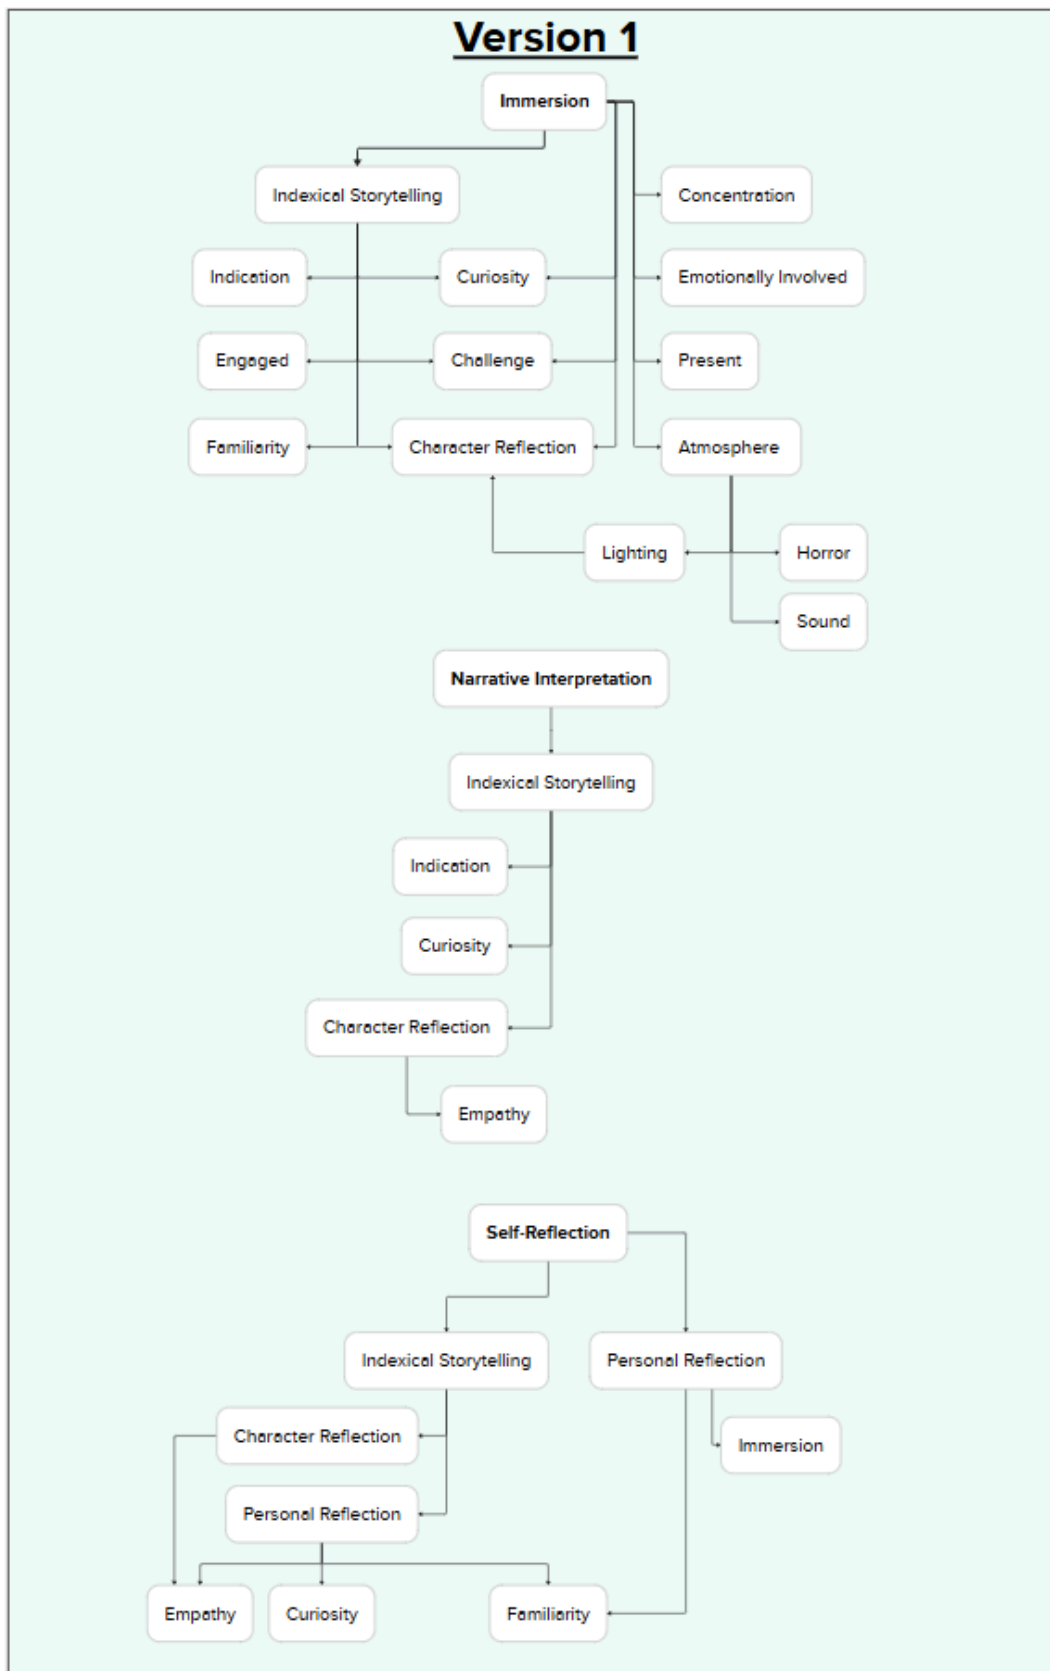 Version 1
Immersion
Indexical Storytelling
Concentration
Indication
Curiosity
Emotionally Involved
Engaged
Challenge
Present
Familiarity
Character Reflection
Atmosphere
Lighting
Horror
Sound
Narrative Interpretation
Indexical Storytelling
Indication
Curiosity
Character Reflection
Empathy
Self-Reflection
Indexical Storytelling
Personal Reflection
Character Reflection
Immersion
Personal Reflection
Empathy
Curiosity
Familiarity